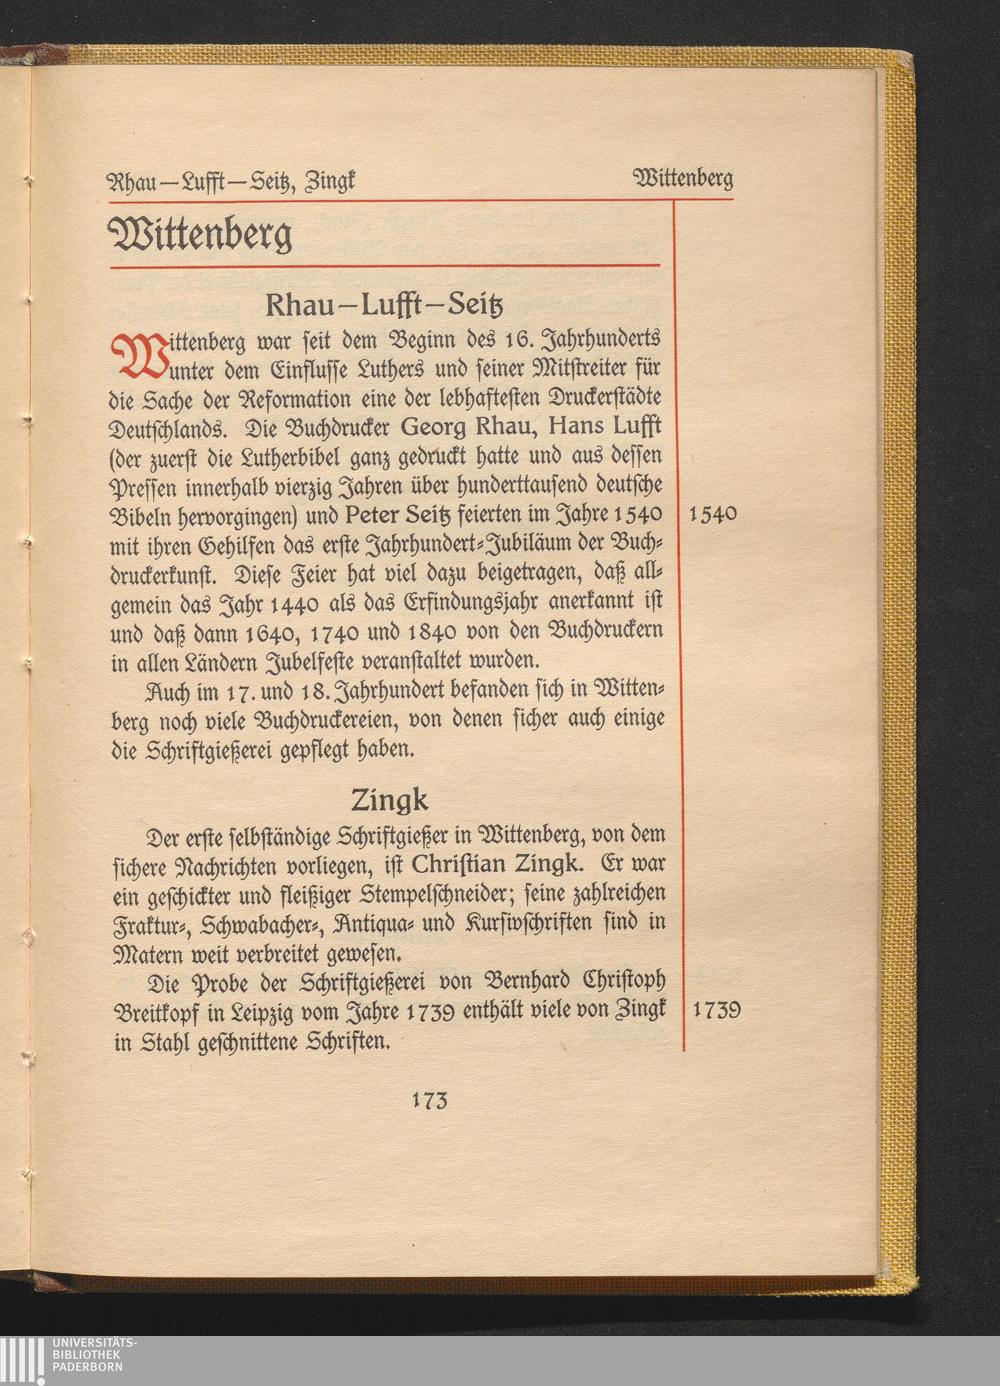 Rhau—Lufft—Seitz, Zingk Wittenberg
Wittenberg
Rhau—Lufft—Seitz
Wittenberg war seit dem Beginn des 16. Jahrhunderts
unter dem Einflusse Luthers und seiner Mitstreiter für
die Sache der Reformation eine der lebhaftesten Druckerstädte
Deutschlands. Die Buchdrucker Georg Rhau, Hans Lufft
(der zuerst die Lutherbibel ganz gedruckt hatte und aus dessen
Pressen innerhalb vierzig Jahren über hunderttausend deutsche
Bibeln hervorgingen) und Peter Seitz feierten im Jahre 1540 1540
mit ihren Gehilfen das erste Jahrhundert-Jubiläum der Buch-
druckerkunst. Diese Feier hat viel dazu beigetragen, daß all-
gemein das Jahr 1440 als das Erfindungsjahr anerkannt ist
und daß dann 1640, 1740 und 1840 von den Buchdruckern
in allen Ländern Jubelfeste veranstaltet wurden.
Auch im 17. und 18. Jahrhundert befanden sich in Witten-
berg noch viele Buchdruckereien, von denen sicher auch einige
die Schriftgießerei gepflegt haben.
Zingk
Der erste selbständige Schriftgießer in Wittenberg, von dem
sichere Nachrichten vorliegen, ist Christian Zingk. Er war
ein geschickter und fleißiger Stempelschneider; seine zahlreichen
Fraktur-, Schwabacher-, Antiqua- und Kursivschriften sind in
Matern weit verbreitet gewesen.
Die Probe der Schriftgießerei von Bernhard Christoph
Breitkopf in Leipzig vom Jahre 1739 enthält viele von Zingk 1739
in Stahl geschnittene Schriften.
173
UNIVERSITÄTS-
BIBLIOTHEK
PADERBORN